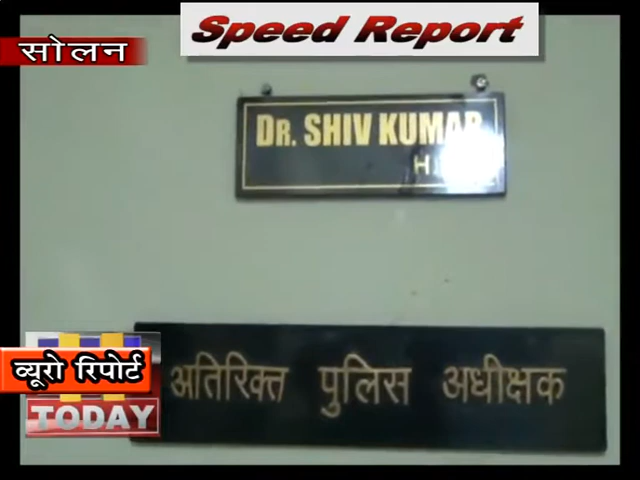 Speed Report
सोलन
DR. SHIV KUMAR
अतिरिक्त पुलिस अधीक्षक
ब्यूरो रिपोर्ट
TODAY